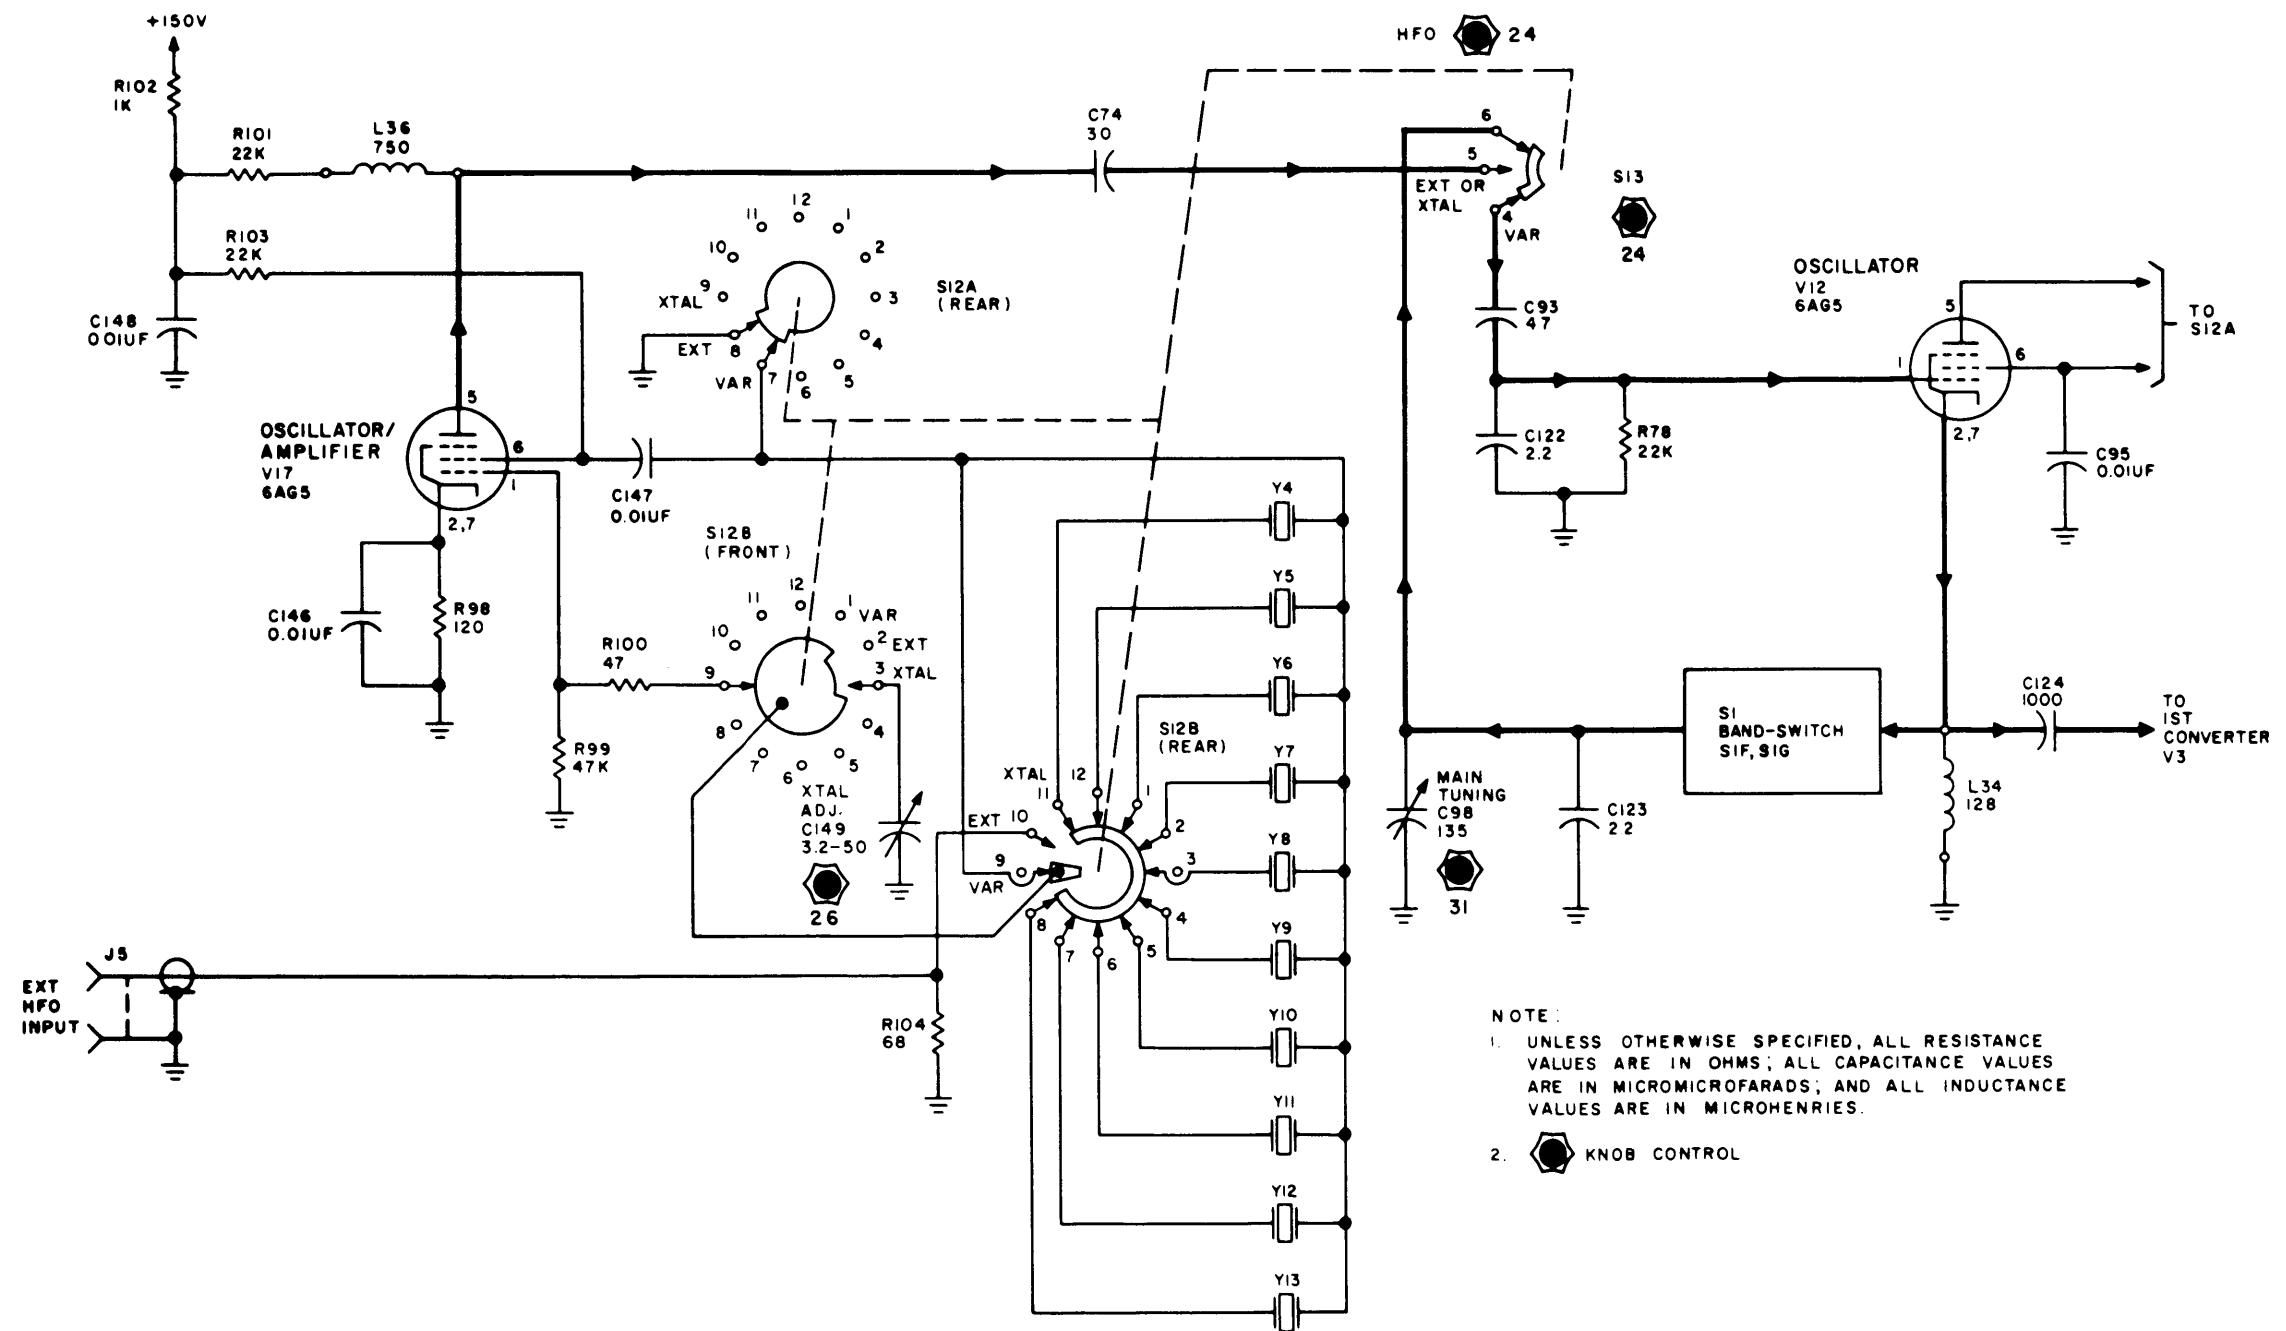 +150V
R102
1K
R101
22K
L36
750
R103
22K
C148
0.01UF
C74
30
HFO 24
6
5
EXT OR
XTAL
4
VAR
S13
24
12
11
1
10
2
9
XTAL
3
EXT 8
4
VAR 7
6
5
S12A
(REAR)
C93
47
OSCILLATOR
V12
6AG5
5
1
6
2,7
TO
S12A
C122
2.2
R78
22K
C95
0.01UF
OSCILLATOR/
AMPLIFIER
V17
6AG5
5
6
1
2,7
C147
0.01UF
C146
0.01UF
R98
120
R100
47
R99
47K
S12B
(FRONT)
12
11
1 VAR
10
2 EXT
9
3 XTAL
8
4
7
6
5
XTAL
ADJ.
C149
3.2-50
26
Y4
Y5
Y6
Y7
Y8
Y9
Y10
Y11
Y12
Y13
S12B
(REAR)
XTAL
11
12
1
EXT 10
2
9
VAR
3
8
4
7
6
5
MAIN
TUNING
C98
135
31
C123
22
S1
BAND-SWITCH
S1F, S1G
C124
1000
TO
1ST
CONVERTER
V3
L34
128
J5
EXT
HFO
INPUT
R104
68
NOTE:
1. UNLESS OTHERWISE SPECIFIED, ALL RESISTANCE
VALUES ARE IN OHMS; ALL CAPACITANCE VALUES
ARE IN MICROMICROFARADS; AND ALL INDUCTANCE
VALUES ARE IN MICROHENRIES.
2. KNOB CONTROL